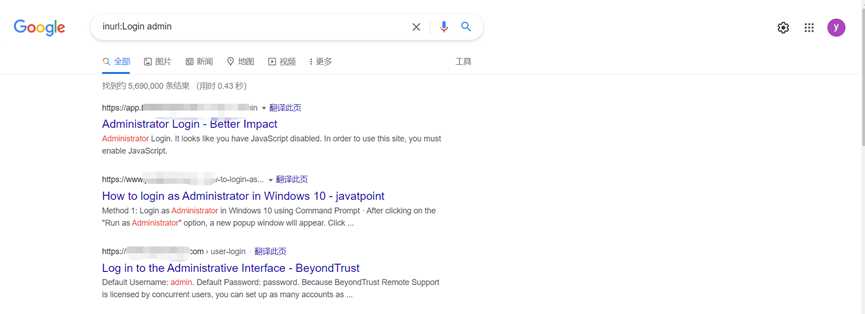 Google
inurl:Login admin
y
全部 图片 新闻 地图 视频 更多 工具
找到约 5,690,000 条结果 （用时 0.43 秒）
https://app. in 翻译此页
Administrator Login - Better Impact
Administrator Login. It looks like you have JavaScript disabled. In order to use this site, you must
enable JavaScript.
https://www. -to-login-as... 翻译此页
How to login as Administrator in Windows 10 - javatpoint
Method 1: Login as Administrator in Windows 10 using Command Prompt · After clicking on the
"Run as Administrator" option, a new popup window will appear. Click ...
https:// .com › user-login 翻译此页
Log in to the Administrative Interface - BeyondTrust
Default Username: admin. Default Password: password. Because BeyondTrust Remote Support
is licensed by concurrent users, you can set up as many accounts as ...